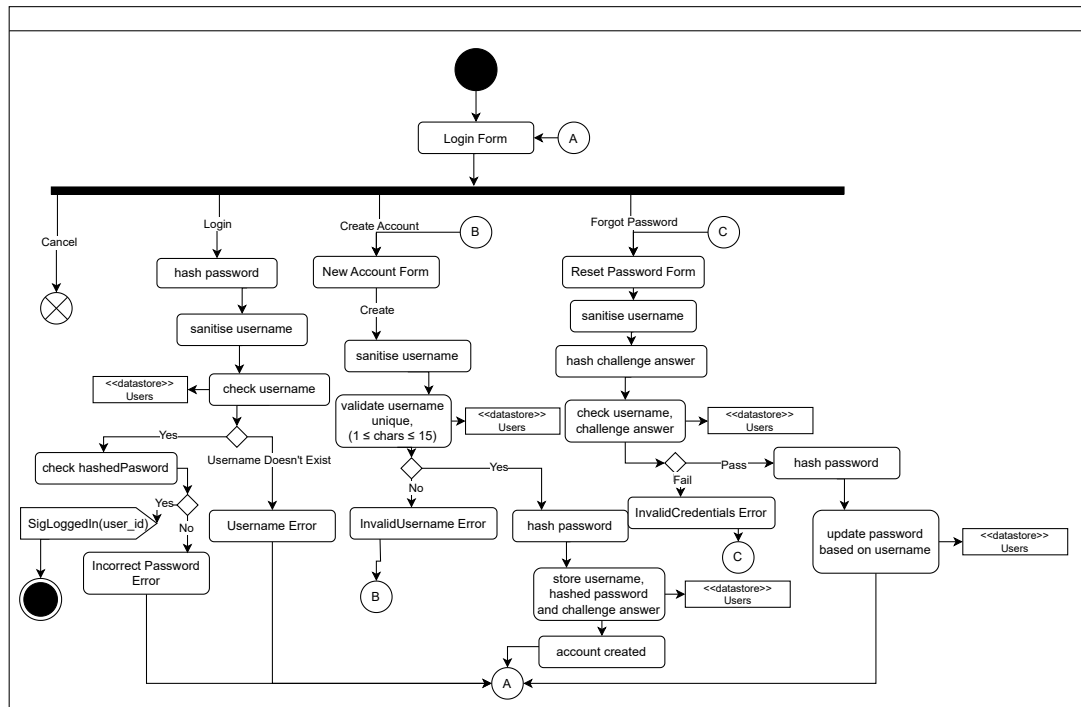 Login Form
A
Login
Create Account
B
Forgot Password
C
Cancel
hash password
New Account Form
Reset Password Form
Create
sanitise username
sanitise username
sanitise username
hash challenge answer
<<datastore>>
Users
check username
validate username
unique,
(1 ≤ chars ≤ 15)
<<datastore>>
Users
check username,
challenge answer
<<datastore>>
Users
Yes
Username Doesn't Exist
check hashedPasword
No
Yes
Fail
Pass
hash password
SigLoggedIn(user_id)
Yes
No
Username Error
InvalidUsername Error
hash password
InvalidCredentials Error
update password
based on username
<<datastore>>
Users
Incorrect Password
Error
B
C
store username,
hashed password
and challenge answer
<<datastore>>
Users
account created
A